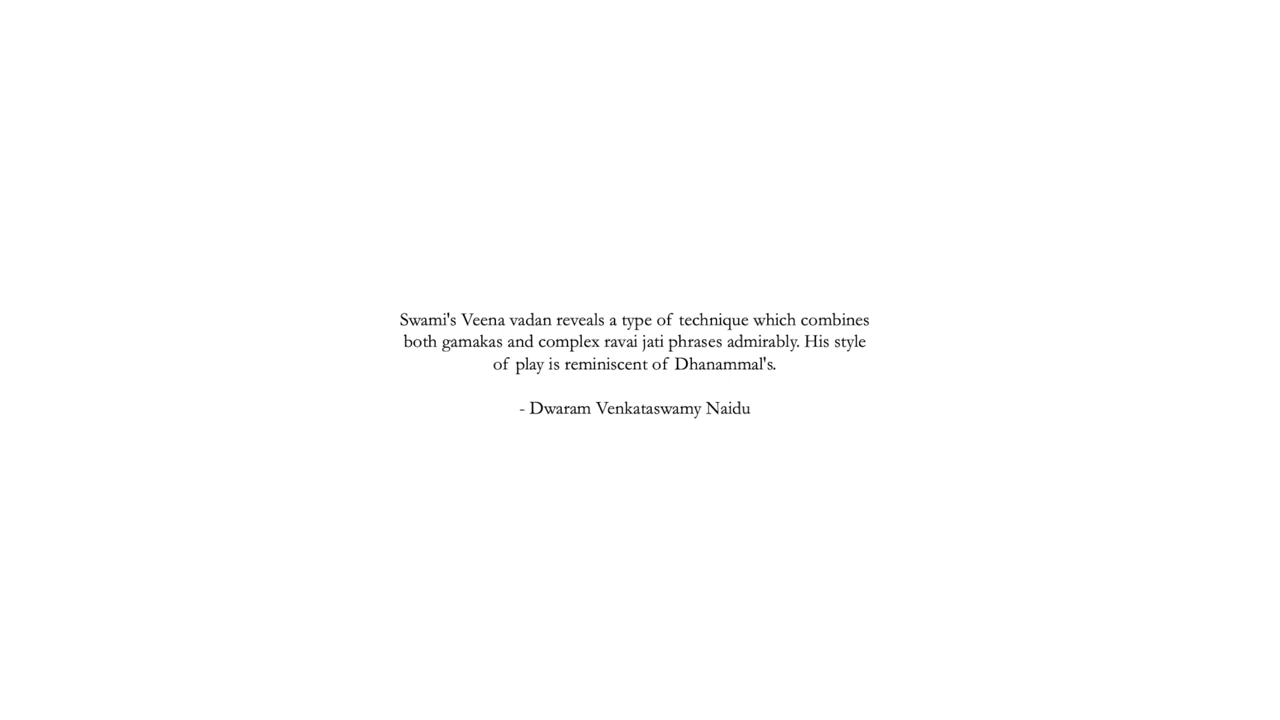 Swami's Veena vadan reveals a type of technique which combines
both gamakas and complex ravai jati phrases admirably. His style
of play is reminiscent of Dhanammal's.
- Dwaram Venkataswamy Naidu